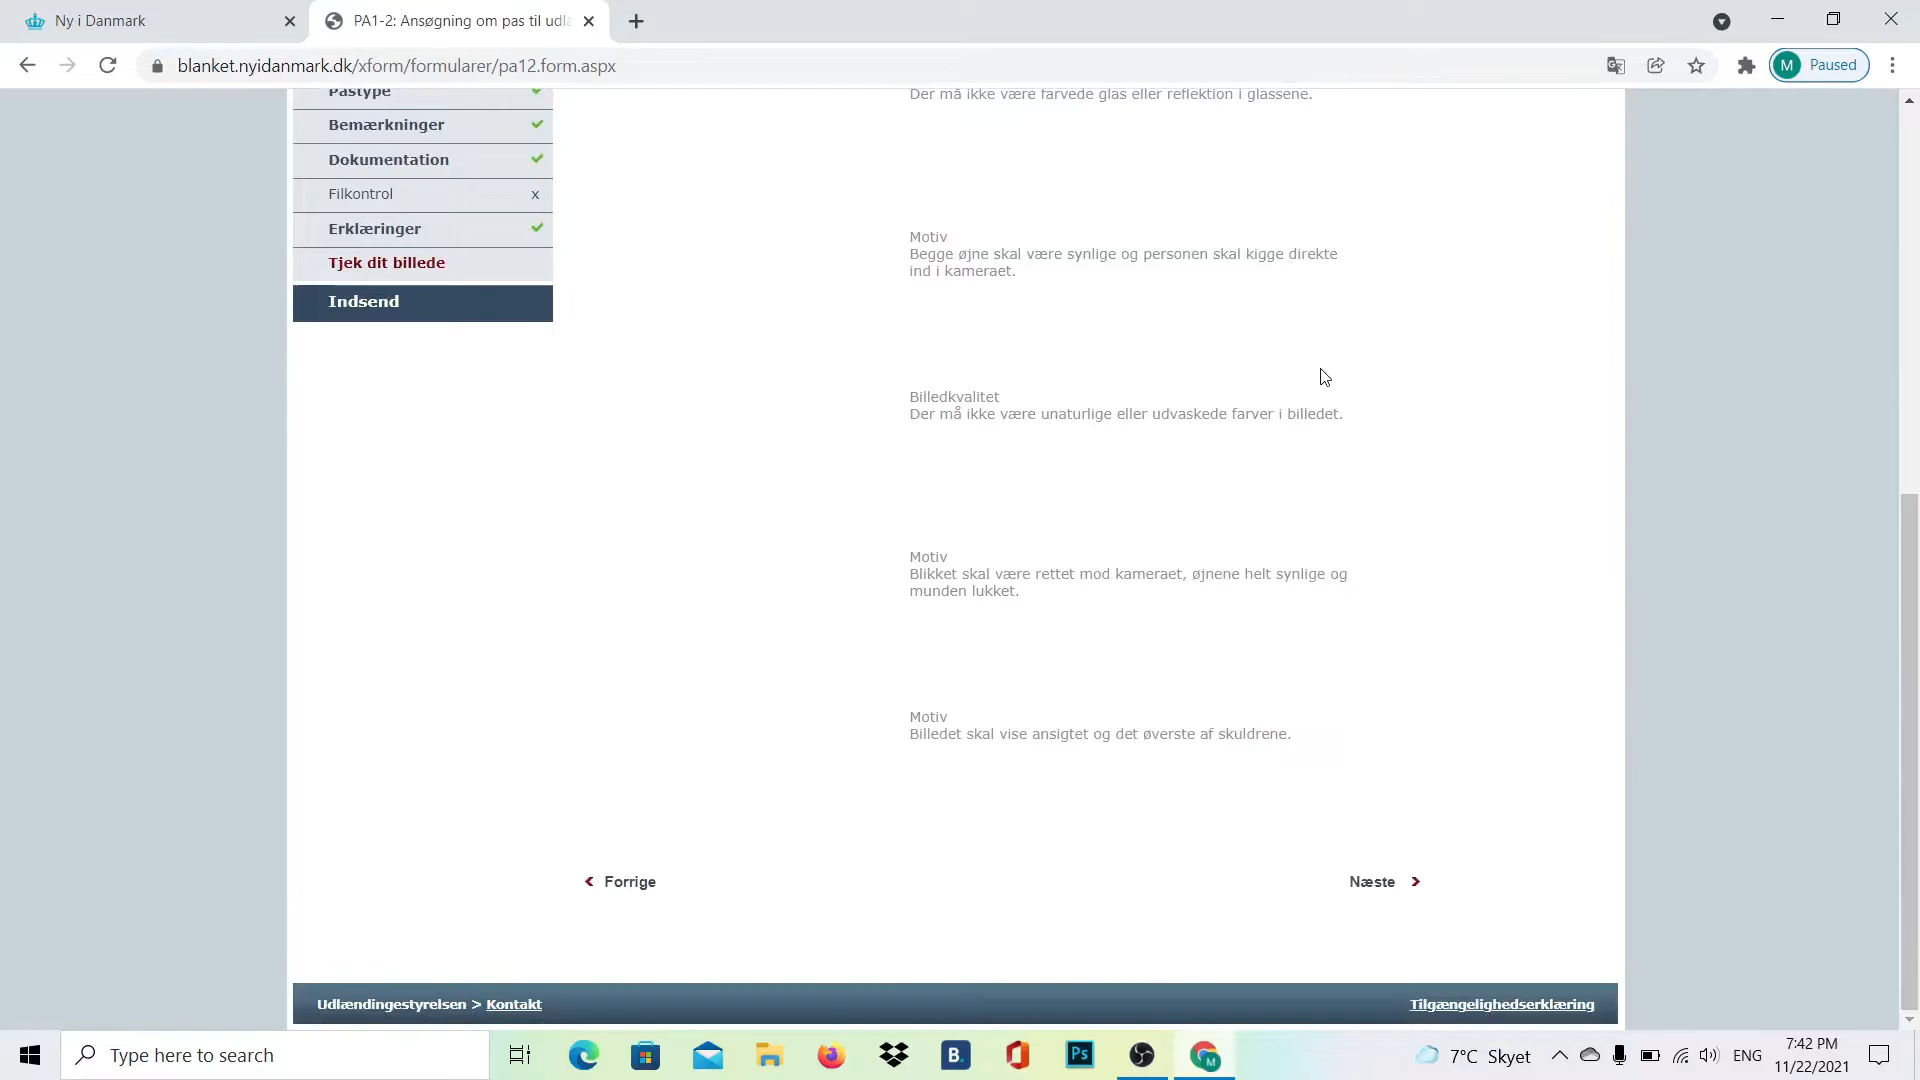 Ny i Danmark
PA1-2: Ansøgning om pas til udla
blanket.nyidanmark.dk/xform/formularer/pa12.form.aspx
M
Paused
Pastype
Bemærkninger
Dokumentation
Filkontrol x
Erklæringer
Tjek dit billede
Indsend
Der må ikke være farvede glas eller reflektion i glassene.
Motiv
Begge øjne skal være synlige og personen skal kigge direkte
ind i kameraet.
Billedkvalitet
Der må ikke være unaturlige eller udvaskede farver i billedet.
Motiv
Blikket skal være rettet mod kameraet, øjnene helt synlige og
munden lukket.
Motiv
Billedet skal vise ansigtet og det øverste af skuldrene.
Forrige
Næste
Udlændingestyrelsen > Kontakt
Tilgængelighedserklæring
Type here to search
B.
Ps
M
7°C Skyet
ENG
7:42 PM
11/22/2021